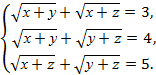 √(x+y) + √(x+z) = 3,
√(x+y) + √(y+z) = 4,
√(x+z) + √(y+z) = 5.